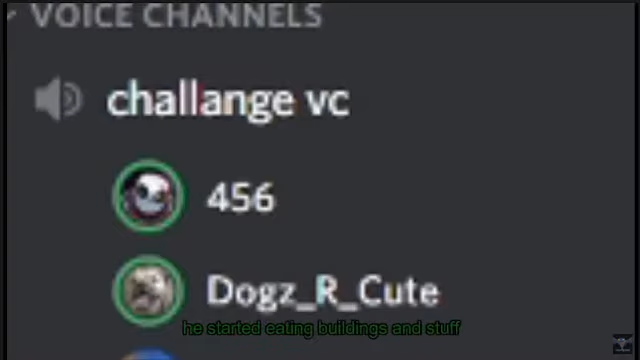 VOICE CHANNELS
challange vc
456
Dogz_R_Cute
he started eating buildings and stuff